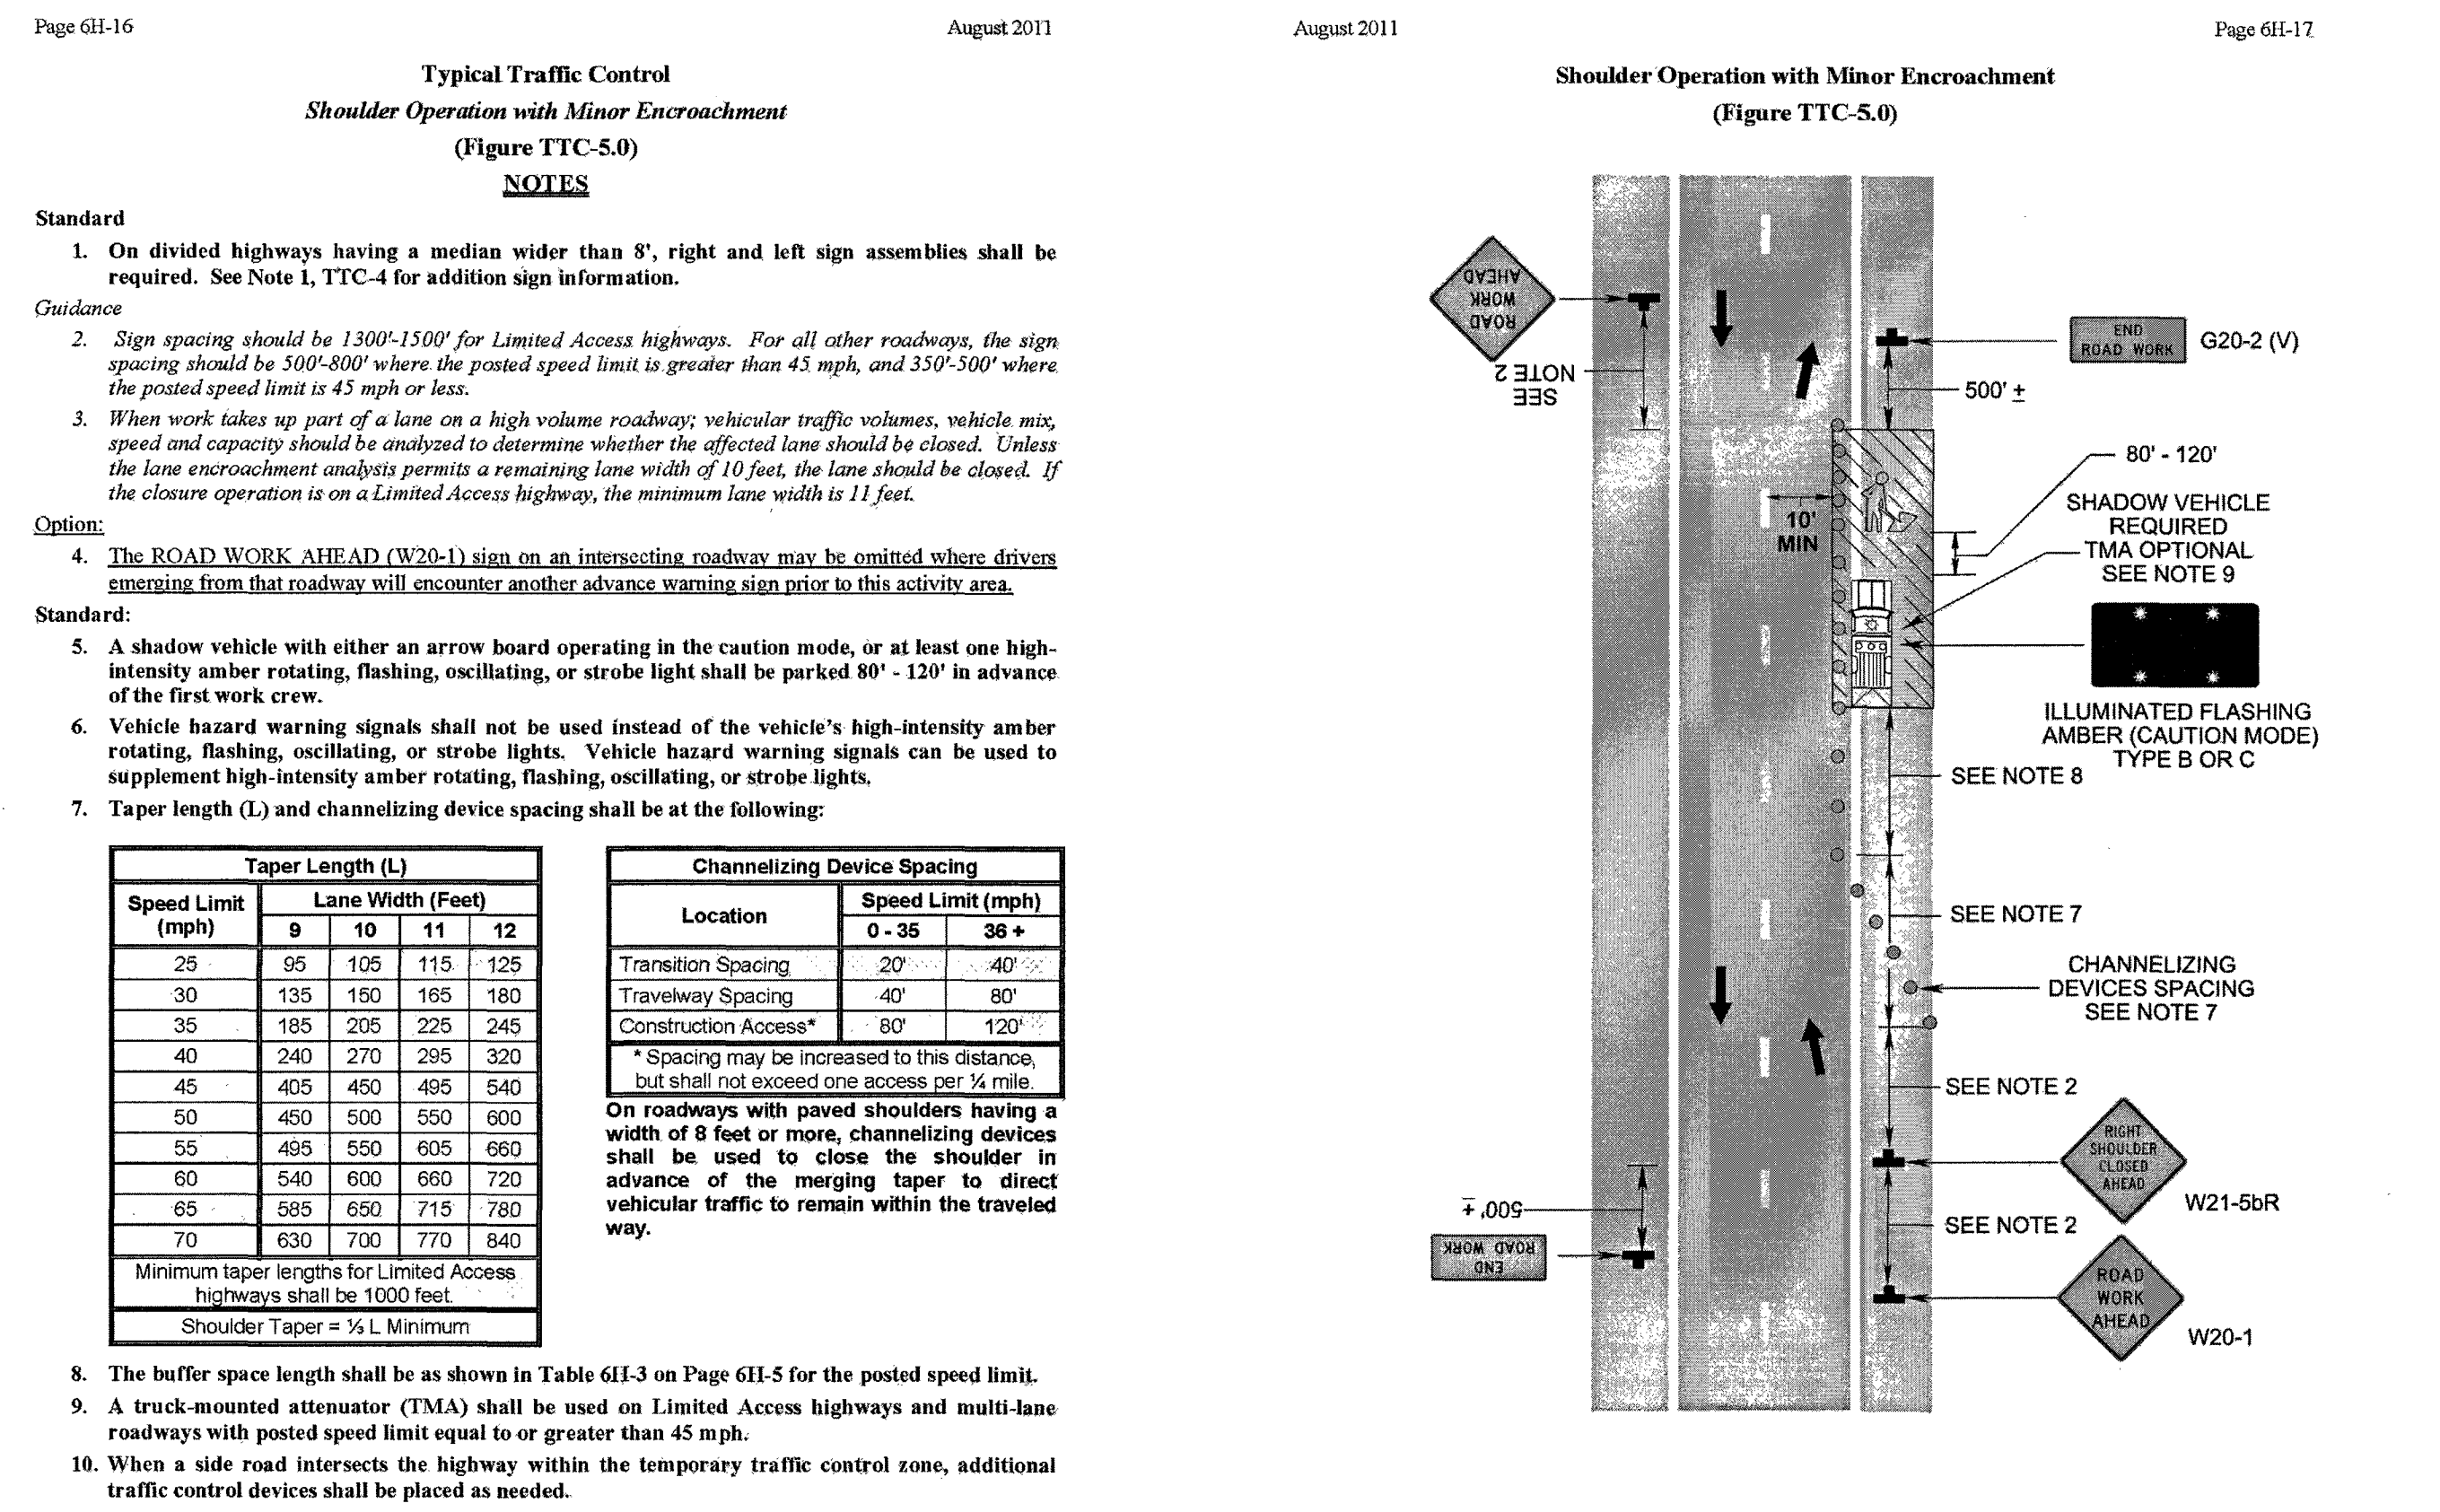 Page 6H-16
August 2011
Typical Traffic Control
Shoulder Operation with Minor Encroachment
(Figure TTC-5.0)
NOTES
Standard
1. On divided highways having a median wider than 8', right and left sign assemblies shall be
required. See Note 1, TTC-4 for addition sign information.
Guidance
2. Sign spacing should be 1300'-1500' for Limited Access highways. For all other roadways, the sign
spacing should be 500'-800' where the posted speed limit is greater than 45 mph, and 350'-500' where
the posted speed limit is 45 mph or less.
3. When work takes up part of a lane on a high volume roadway; vehicular traffic volumes, vehicle mix,
speed and capacity should be analyzed to determine whether the affected lane should be closed. Unless
the lane encroachment analysis permits a remaining lane width of 10 feet, the lane should be closed. If
the closure operation is on a Limited Access highway, the minimum lane width is 11 feet.
Option:
4. The ROAD WORK AHEAD (W20-1) sign on an intersecting roadway may be omitted where drivers
emerging from that roadway will encounter another advance warning sign prior to this activity area.
Standard:
5. A shadow vehicle with either an arrow board operating in the caution mode, or at least one high-
intensity amber rotating, flashing, oscillating, or strobe light shall be parked 80' - 120' in advance
of the first work crew.
6. Vehicle hazard warning signals shall not be used instead of the vehicle's high-intensity amber
rotating, flashing, oscillating, or strobe lights. Vehicle hazard warning signals can be used to
supplement high-intensity amber rotating, flashing, oscillating, or strobe lights.
7. Taper length (L) and channelizing device spacing shall be at the following:
Taper Length (L)
Speed Limit (mph) Lane Width (Feet)
9 10 11 12
25 95 105 115 125
30 135 150 165 180
35 185 205 225 245
40 240 270 295 320
45 405 450 495 540
50 450 500 550 600
55 495 550 605 660
60 540 600 660 720
65 585 650 715 780
70 630 700 770 840
Minimum taper lengths for Limited Access
highways shall be 1000 feet.
Shoulder Taper = ⅓ L Minimum
Channelizing Device Spacing
Location Speed Limit (mph)
0 - 35 36 +
Transition Spacing 20' 40'
Travelway Spacing 40' 80'
Construction Access* 80' 120'
* Spacing may be increased to this distance,
but shall not exceed one access per ¼ mile.
On roadways with paved shoulders having a
width of 8 feet or more, channelizing devices
shall be used to close the shoulder in
advance of the merging taper to direct
vehicular traffic to remain within the traveled
way.
8. The buffer space length shall be as shown in Table 6H-3 on Page 6H-5 for the posted speed limit.
9. A truck-mounted attenuator (TMA) shall be used on Limited Access highways and multi-lane
roadways with posted speed limit equal to or greater than 45 mph.
10. When a side road intersects the highway within the temporary traffic control zone, additional
traffic control devices shall be placed as needed.
August 2011
Page 6H-17
Shoulder Operation with Minor Encroachment
(Figure TTC-5.0)
ROAD
WORK
AHEAD
SEE
NOTE 2
END
ROAD WORK
G20-2 (V)
500' ±
80' - 120'
10'
MIN
SHADOW VEHICLE
REQUIRED
TMA OPTIONAL
SEE NOTE 9
ILLUMINATED FLASHING
AMBER (CAUTION MODE)
TYPE B OR C
SEE NOTE 8
SEE NOTE 7
CHANNELIZING
DEVICES SPACING
SEE NOTE 7
SEE NOTE 2
RIGHT
SHOULDER
CLOSED
AHEAD
W21-5bR
500' ±
SEE NOTE 2
END
ROAD WORK
ROAD
WORK
AHEAD
W20-1